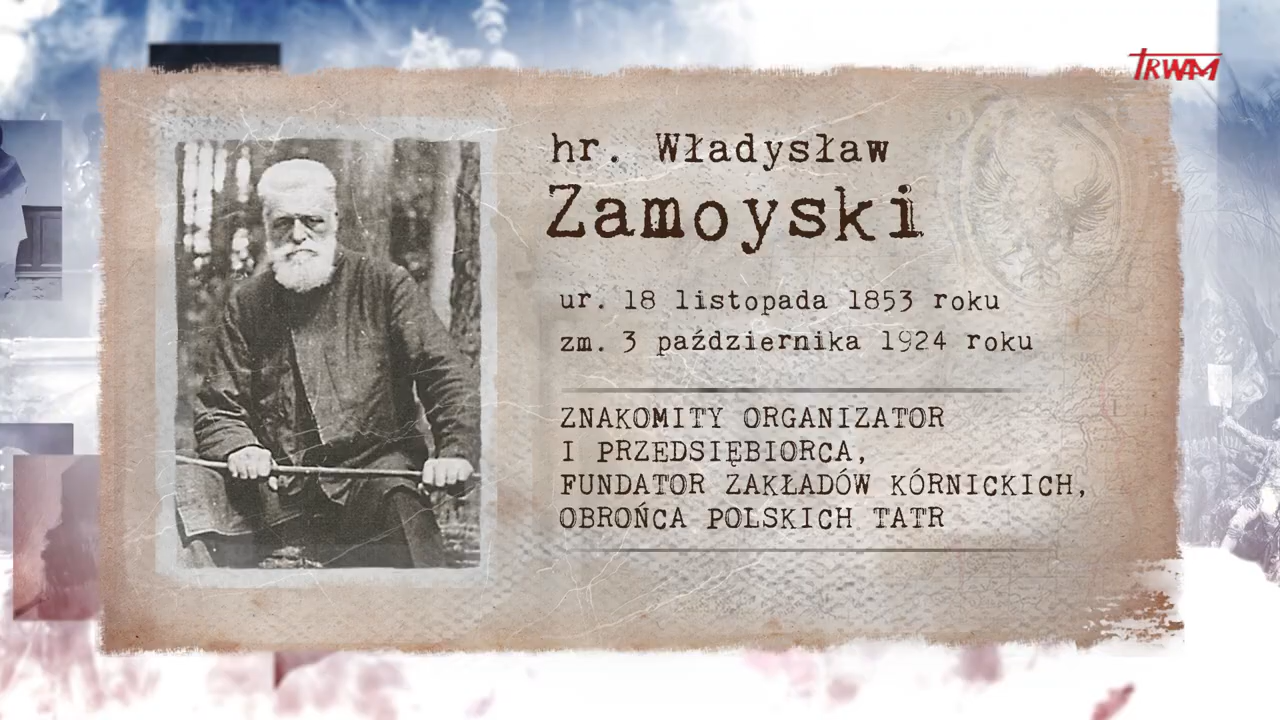 TRWAM
hr. Władysław
Zamoyski
ur. 18 listopada 1853 roku
zm. 3 października 1924 roku
ZNAKOMITY ORGANIZATOR
I PRZEDSIĘBIORCA,
FUNDATOR ZAKŁADÓW KÓRNICKICH,
OBROŃCA POLSKICH TATR